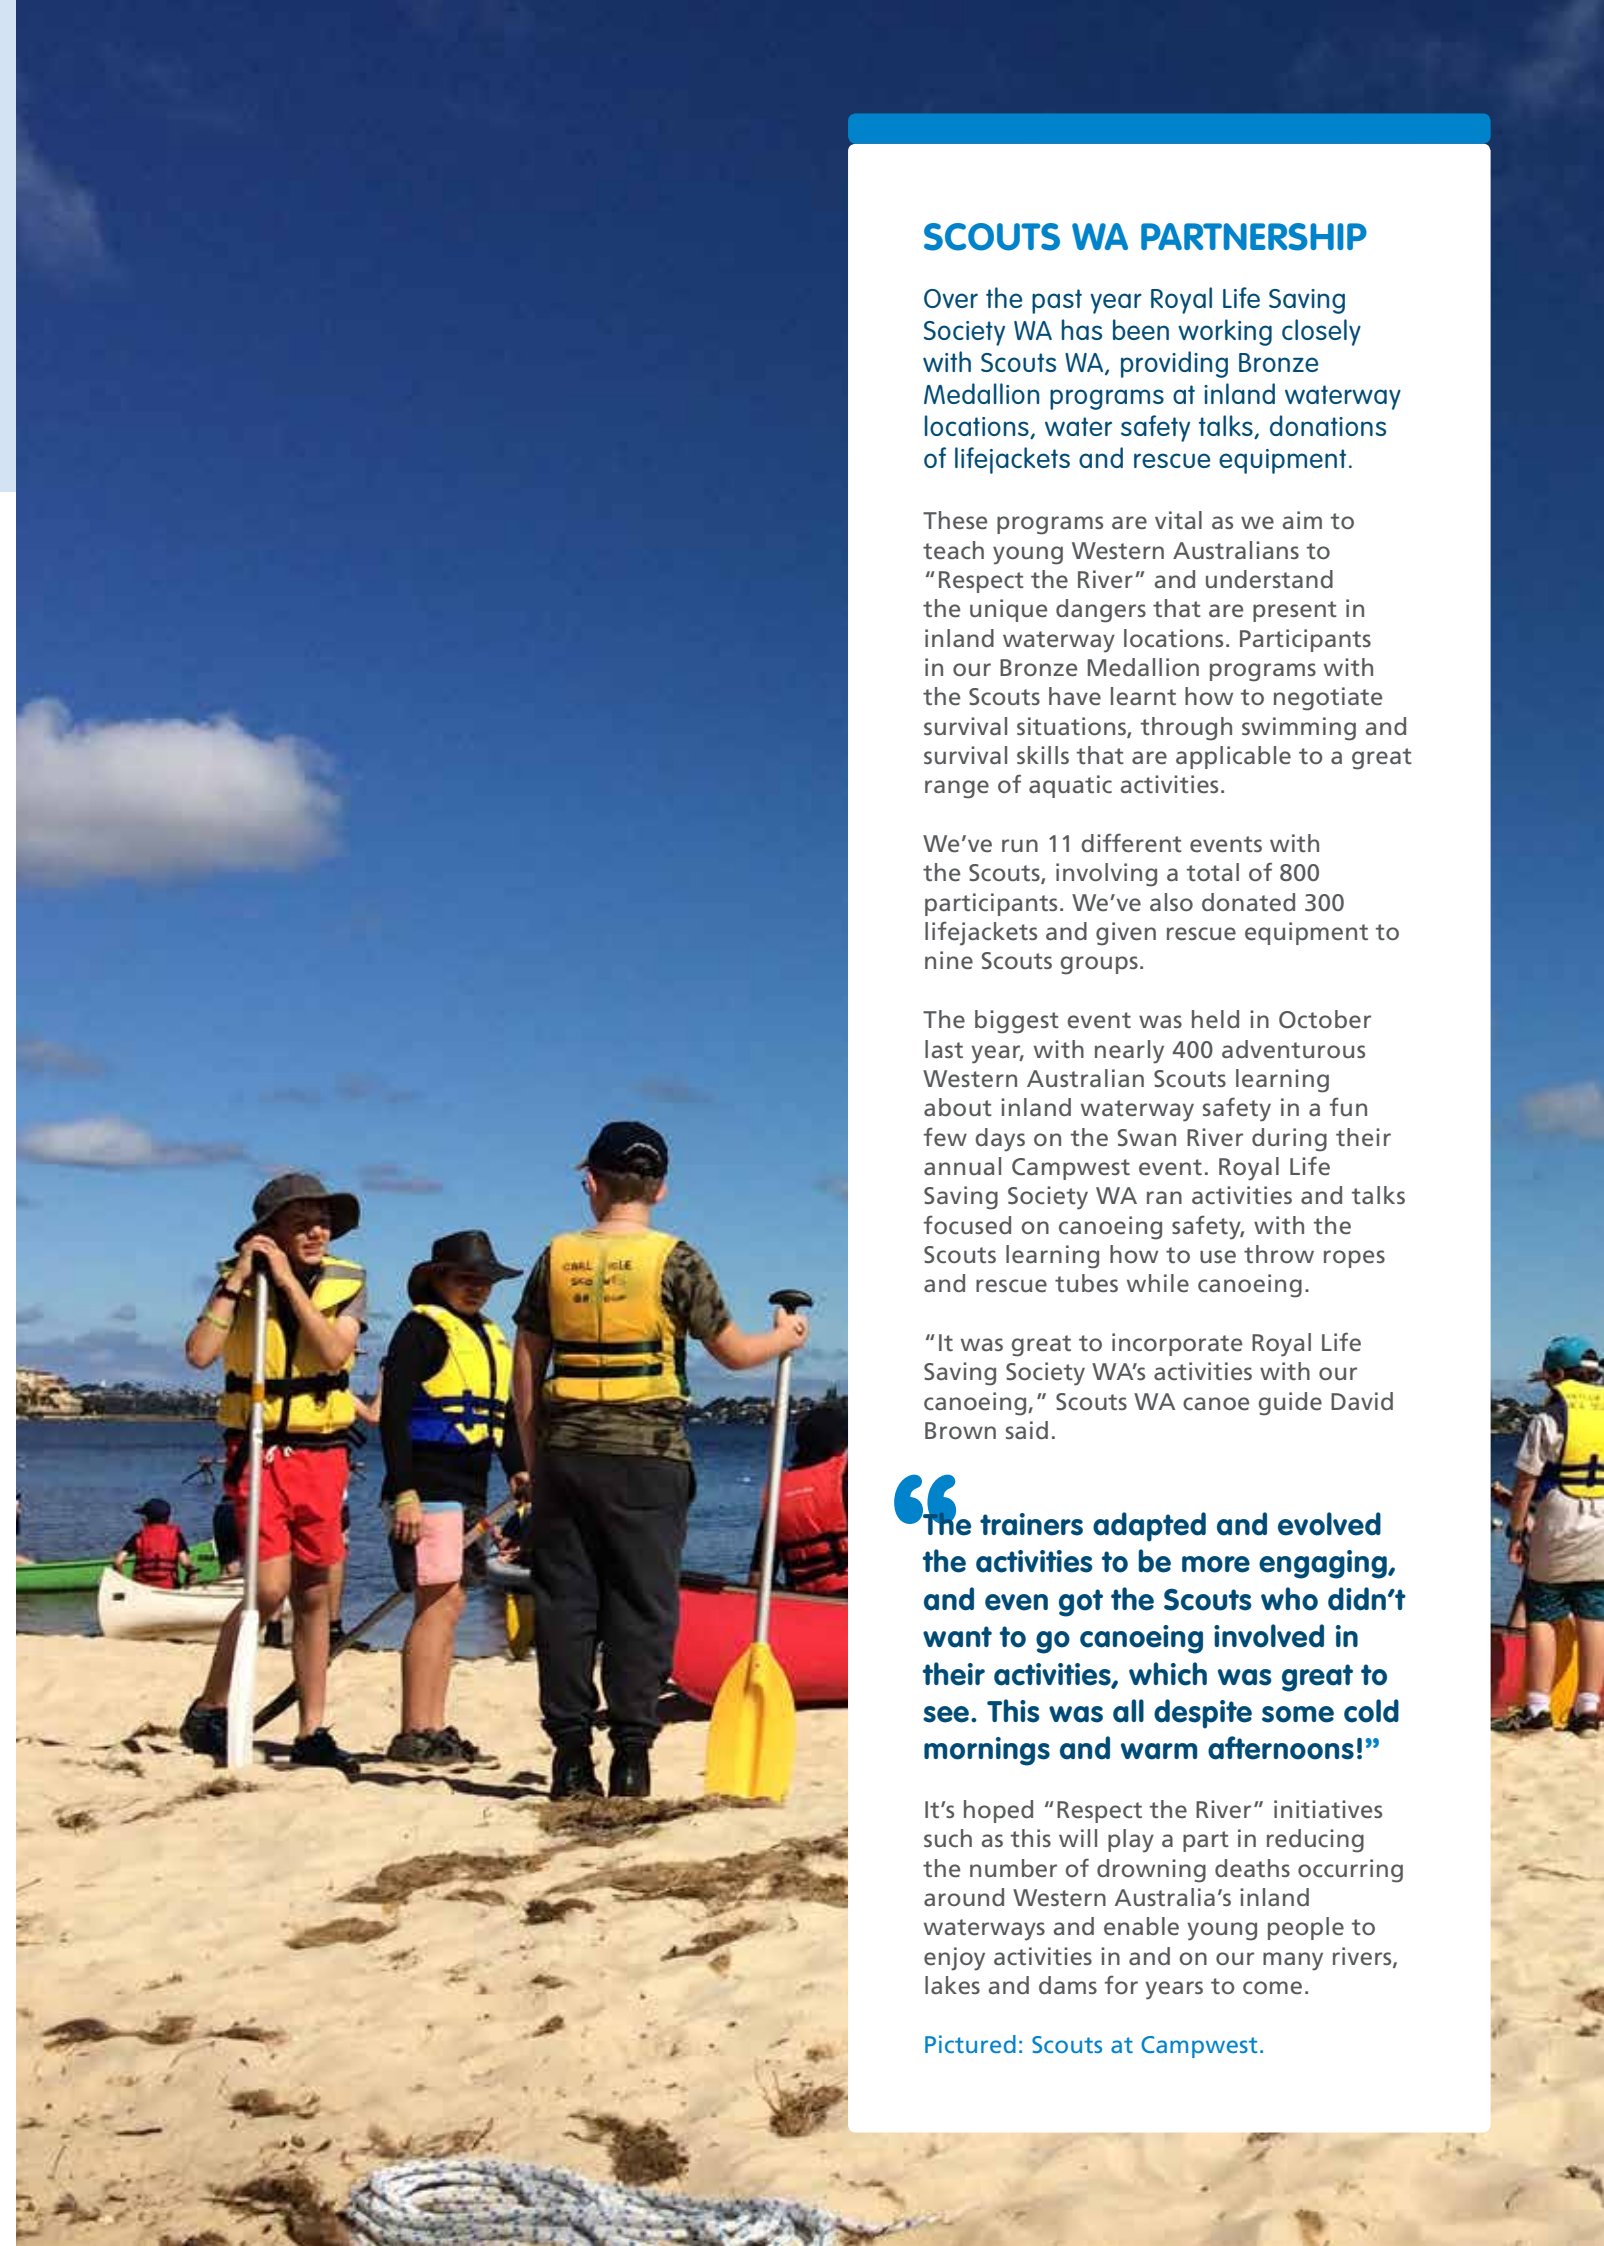 SCOUTS WA PARTNERSHIP
Over the past year Royal Life Saving
Society WA has been working closely
with Scouts WA, providing Bronze
Medallion programs at inland waterway
locations, water safety talks, donations
of lifejackets and rescue equipment.
These programs are vital as we aim to
teach young Western Australians to
“Respect the River” and understand
the unique dangers that are present in
inland waterway locations. Participants
in our Bronze Medallion programs with
the Scouts have learnt how to negotiate
survival situations, through swimming and
survival skills that are applicable to a great
range of aquatic activities.
We’ve run 11 different events with
the Scouts, involving a total of 800
participants. We’ve also donated 300
lifejackets and given rescue equipment to
nine Scouts groups.
The biggest event was held in October
last year, with nearly 400 adventurous
Western Australian Scouts learning
about inland waterway safety in a fun
few days on the Swan River during their
annual Campwest event. Royal Life
Saving Society WA ran activities and talks
focused on canoeing safety, with the
Scouts learning how to use throw ropes
and rescue tubes while canoeing.
“It was great to incorporate Royal Life
Saving Society WA’s activities with our
canoeing,” Scouts WA canoe guide David
Brown said.
“The trainers adapted and evolved
the activities to be more engaging,
and even got the Scouts who didn’t
want to go canoeing involved in
their activities, which was great to
see. This was all despite some cold
mornings and warm afternoons!”
It’s hoped “Respect the River” initiatives
such as this will play a part in reducing
the number of drowning deaths occurring
around Western Australia’s inland
waterways and enable young people to
enjoy activities in and on our many rivers,
lakes and dams for years to come.
Pictured: Scouts at Campwest.